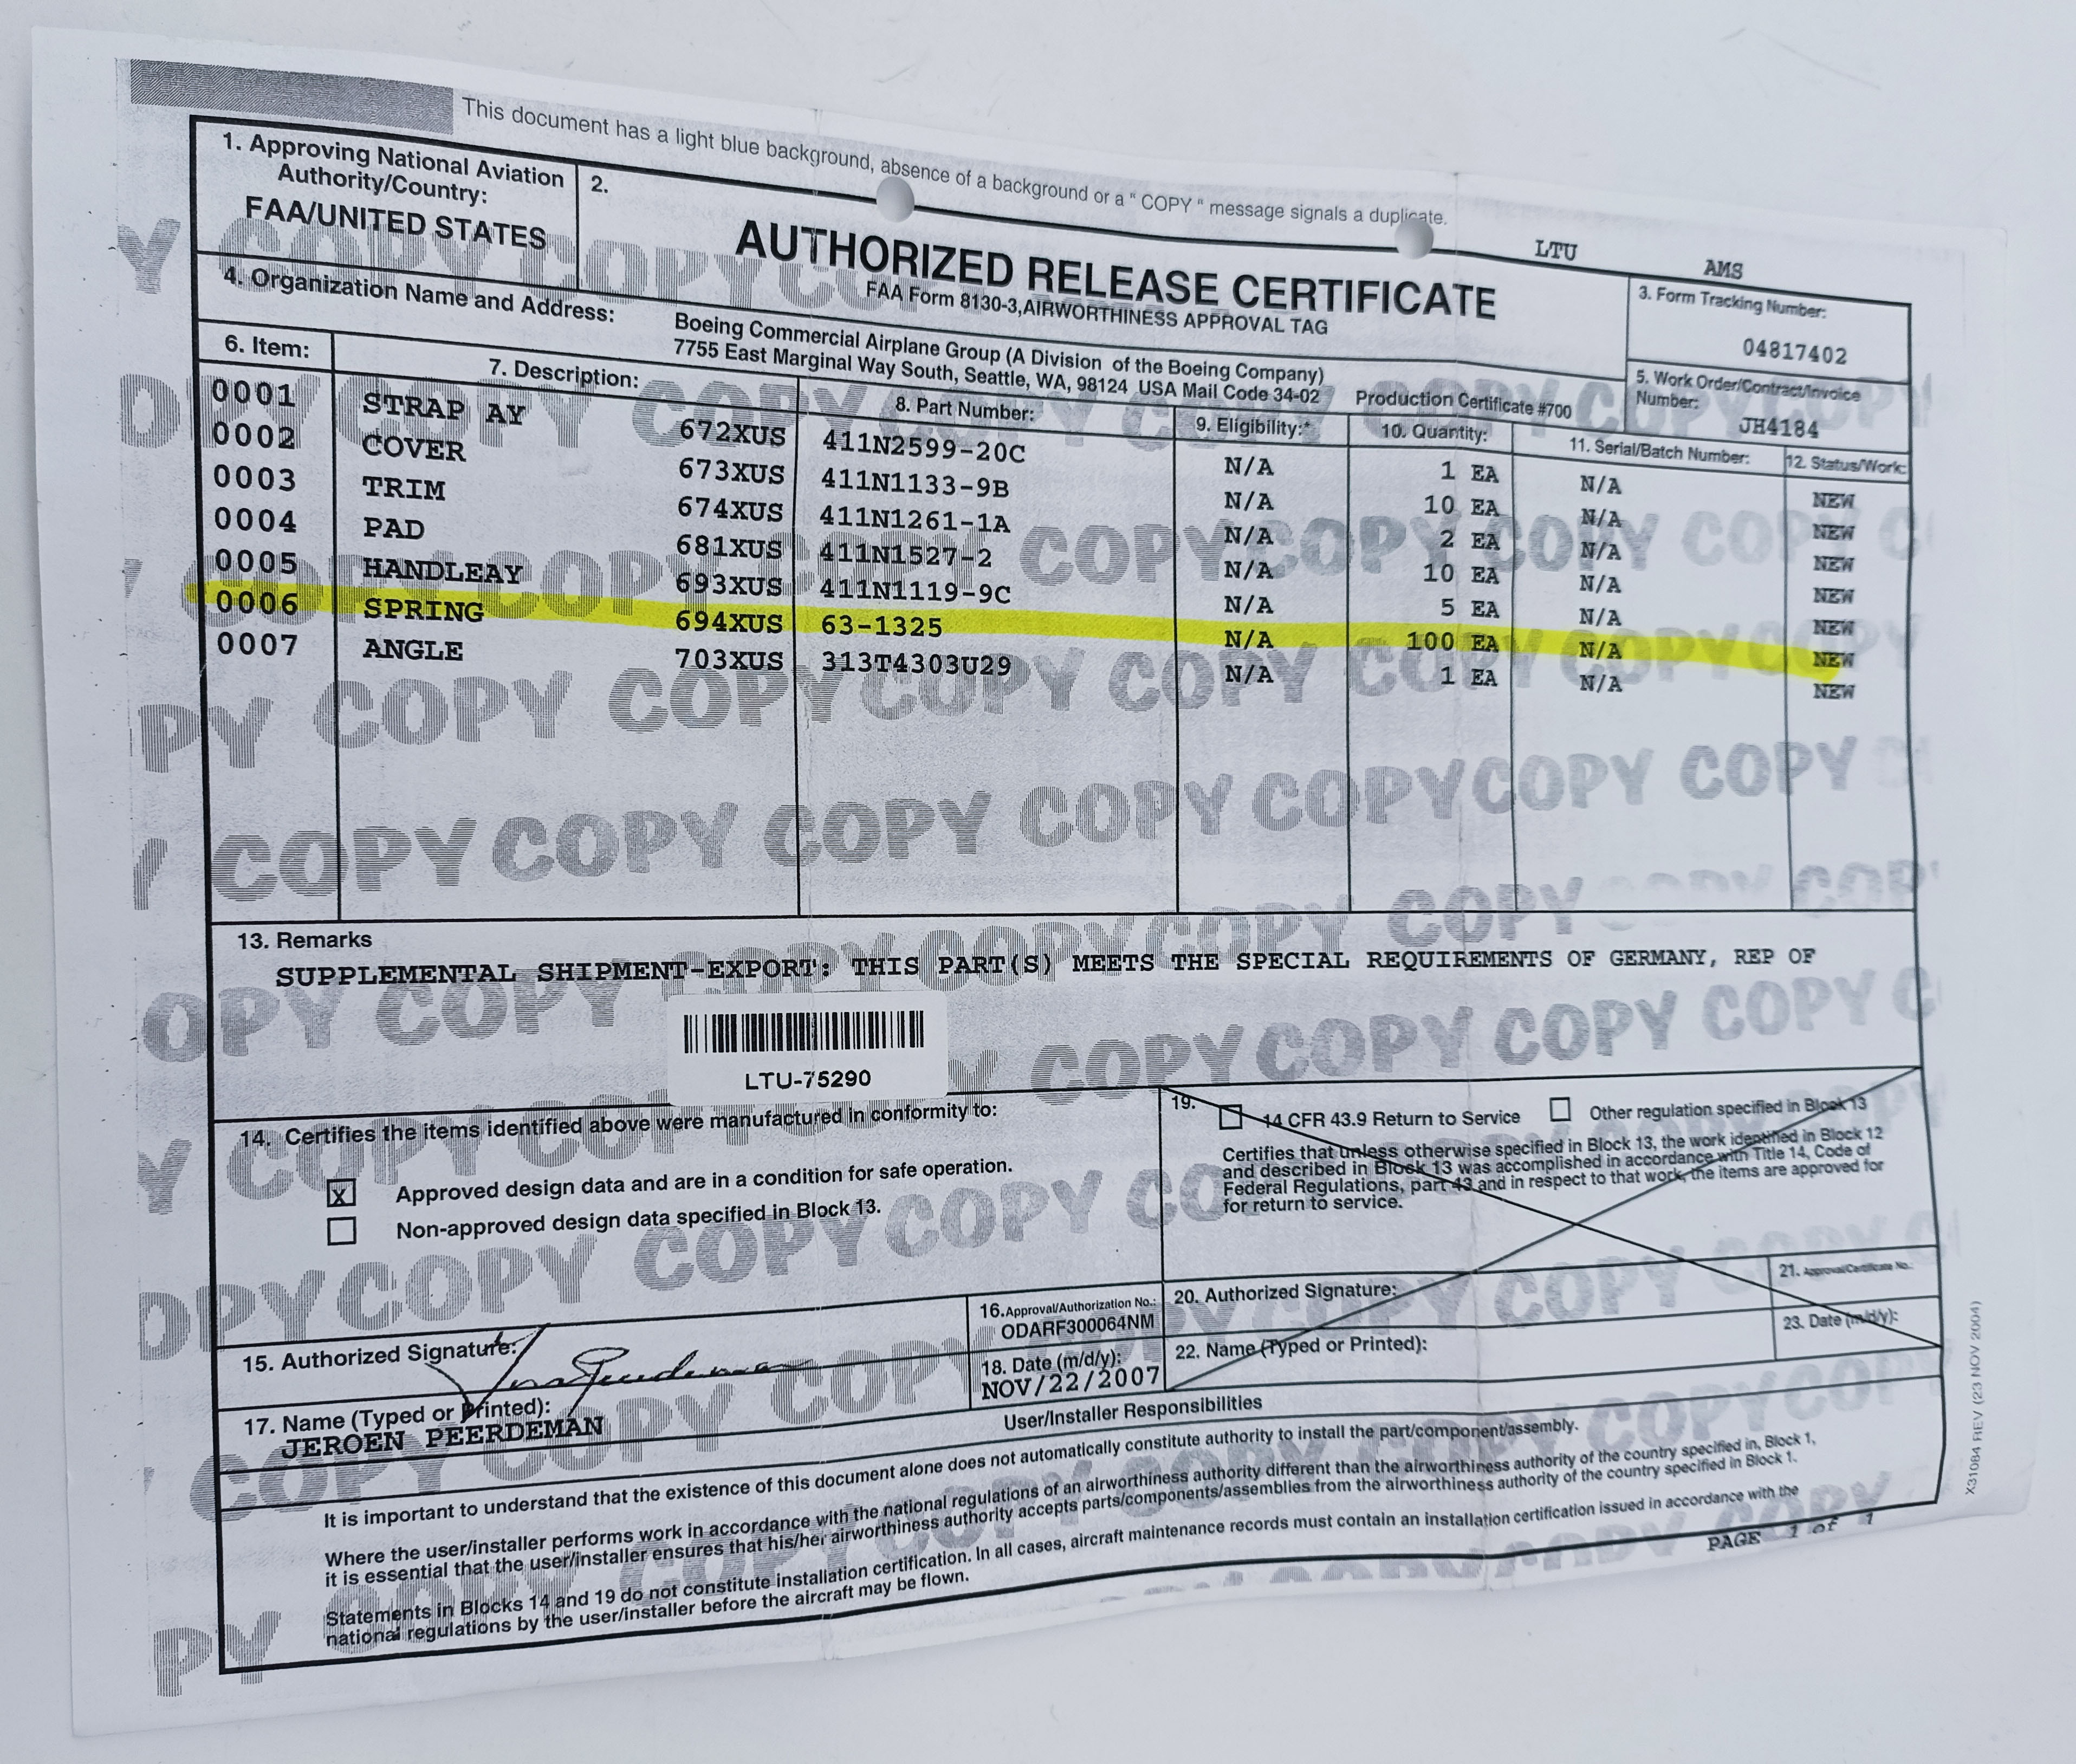 This document has a light blue background, absence of a background or a " COPY " message signals a duplicate.
LTU AMS
1. Approving National Aviation
Authority/Country:
FAA/UNITED STATES
2.
AUTHORIZED RELEASE CERTIFICATE
FAA Form 8130-3,AIRWORTHINESS APPROVAL TAG
3. Form Tracking Number:
04817402
4. Organization Name and Address:
Boeing Commercial Airplane Group (A Division of the Boeing Company)
7755 East Marginal Way South, Seattle, WA, 98124 USA Mail Code 34-02 Production Certificate #700
5. Work Order/Contract/Invoice
Number:
JH4184
6. Item: 7. Description: 8. Part Number: 9. Eligibility:* 10. Quantity: 11. Serial/Batch Number: 12. Status/Work:
0001 STRAP AY 672XUS 411N2599-20C N/A 1 EA N/A NEW
0002 COVER 673XUS 411N1133-9B N/A 10 EA N/A NEW
0003 TRIM 674XUS 411N1261-1A N/A 2 EA N/A NEW
0004 PAD 681XUS 411N1527-2 N/A 10 EA N/A NEW
0005 HANDLEAY 693XUS 411N1119-9C N/A 5 EA N/A NEW
0006 SPRING 694XUS 63-1325 N/A 100 EA N/A NEW
0007 ANGLE 703XUS 313T4303U29 N/A 1 EA N/A NEW
13. Remarks
SUPPLEMENTAL SHIPMENT-EXPORT: THIS PART(S) MEETS THE SPECIAL REQUIREMENTS OF GERMANY, REP OF
LTU-75290
14. Certifies the items identified above were manufactured in conformity to:
X Approved design data and are in a condition for safe operation.
Non-approved design data specified in Block 13.
19. 14 CFR 43.9 Return to Service Other regulation specified in Block 13
Certifies that unless otherwise specified in Block 13, the work identified in Block 12
and described in Block 13 was accomplished in accordance with Title 14, Code of
Federal Regulations, part 43 and in respect to that work, the items are approved for
for return to service.
15. Authorized Signature:
16. Approval/Authorization No.:
ODARF300064NM
20. Authorized Signature:
21. Approval/Certificate No.:
17. Name (Typed or Printed):
JEROEN PEERDEMAN
18. Date (m/d/y):
NOV/22/2007
22. Name (Typed or Printed):
23. Date (m/d/y):
User/Installer Responsibilities
It is important to understand that the existence of this document alone does not automatically constitute authority to install the part/component/assembly.
Where the user/installer performs work in accordance with the national regulations of an airworthiness authority different than the airworthiness authority of the country specified in, Block 1,
it is essential that the user/installer ensures that his/her airworthiness authority accepts parts/components/assemblies from the airworthiness authority of the country specified in Block 1.
Statements in Blocks 14 and 19 do not constitute installation certification. In all cases, aircraft maintenance records must contain an installation certification issued in accordance with the
national regulations by the user/installer before the aircraft may be flown.
PAGE 1 of 1
X31084 REV (23 NOV 2004)